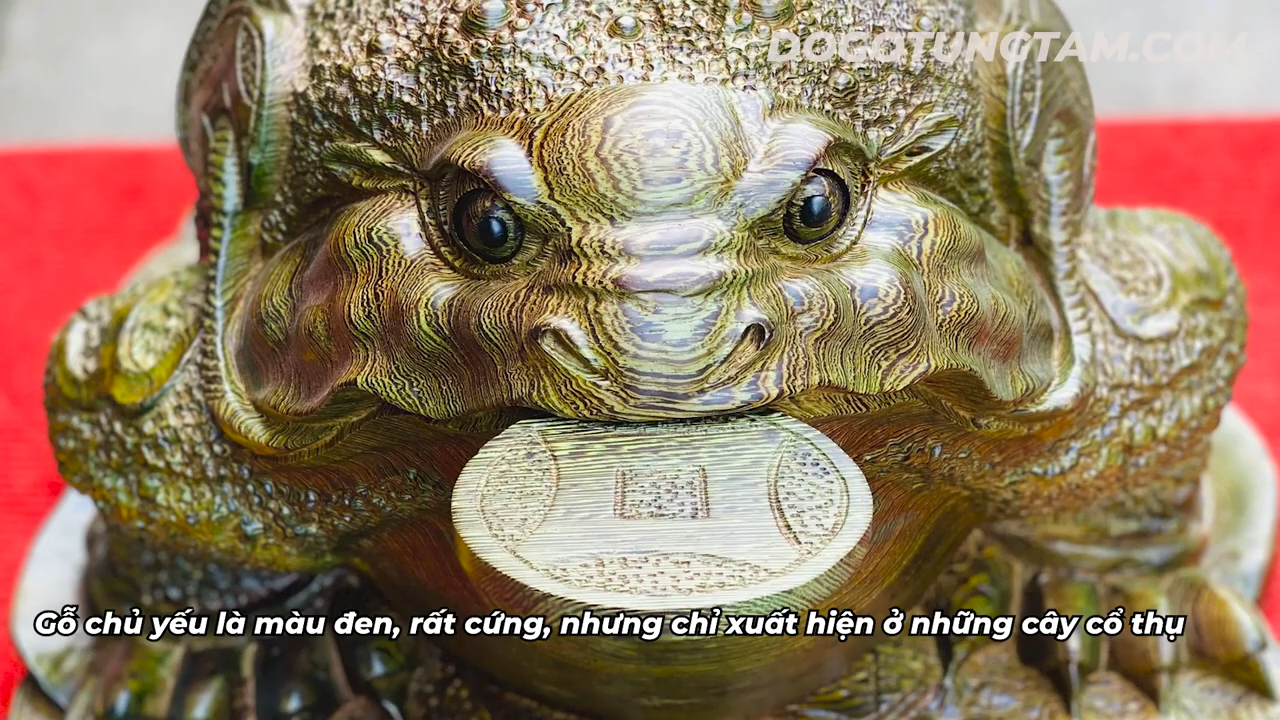 DOGOTUNGTAM.COM
Gỗ chủ yếu là màu đen, rất cứng, nhưng chỉ xuất hiện ở những cây cổ thụ